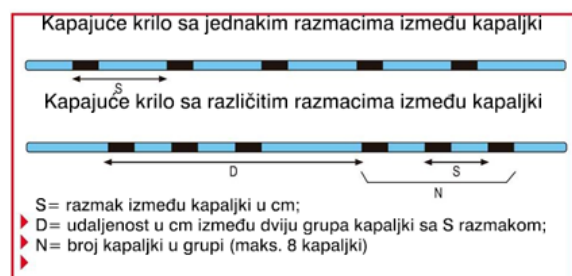 Kapajuće krilo sa jednakim razmacima između kapaljki
S
Kapajuće krilo sa različitim razmacima između kapaljki
D
S
N
S= razmak između kapaljki u cm;
D= udaljenost u cm između dviju grupa kapaljki sa S razmakom;
N= broj kapaljki u grupi (maks. 8 kapaljki)